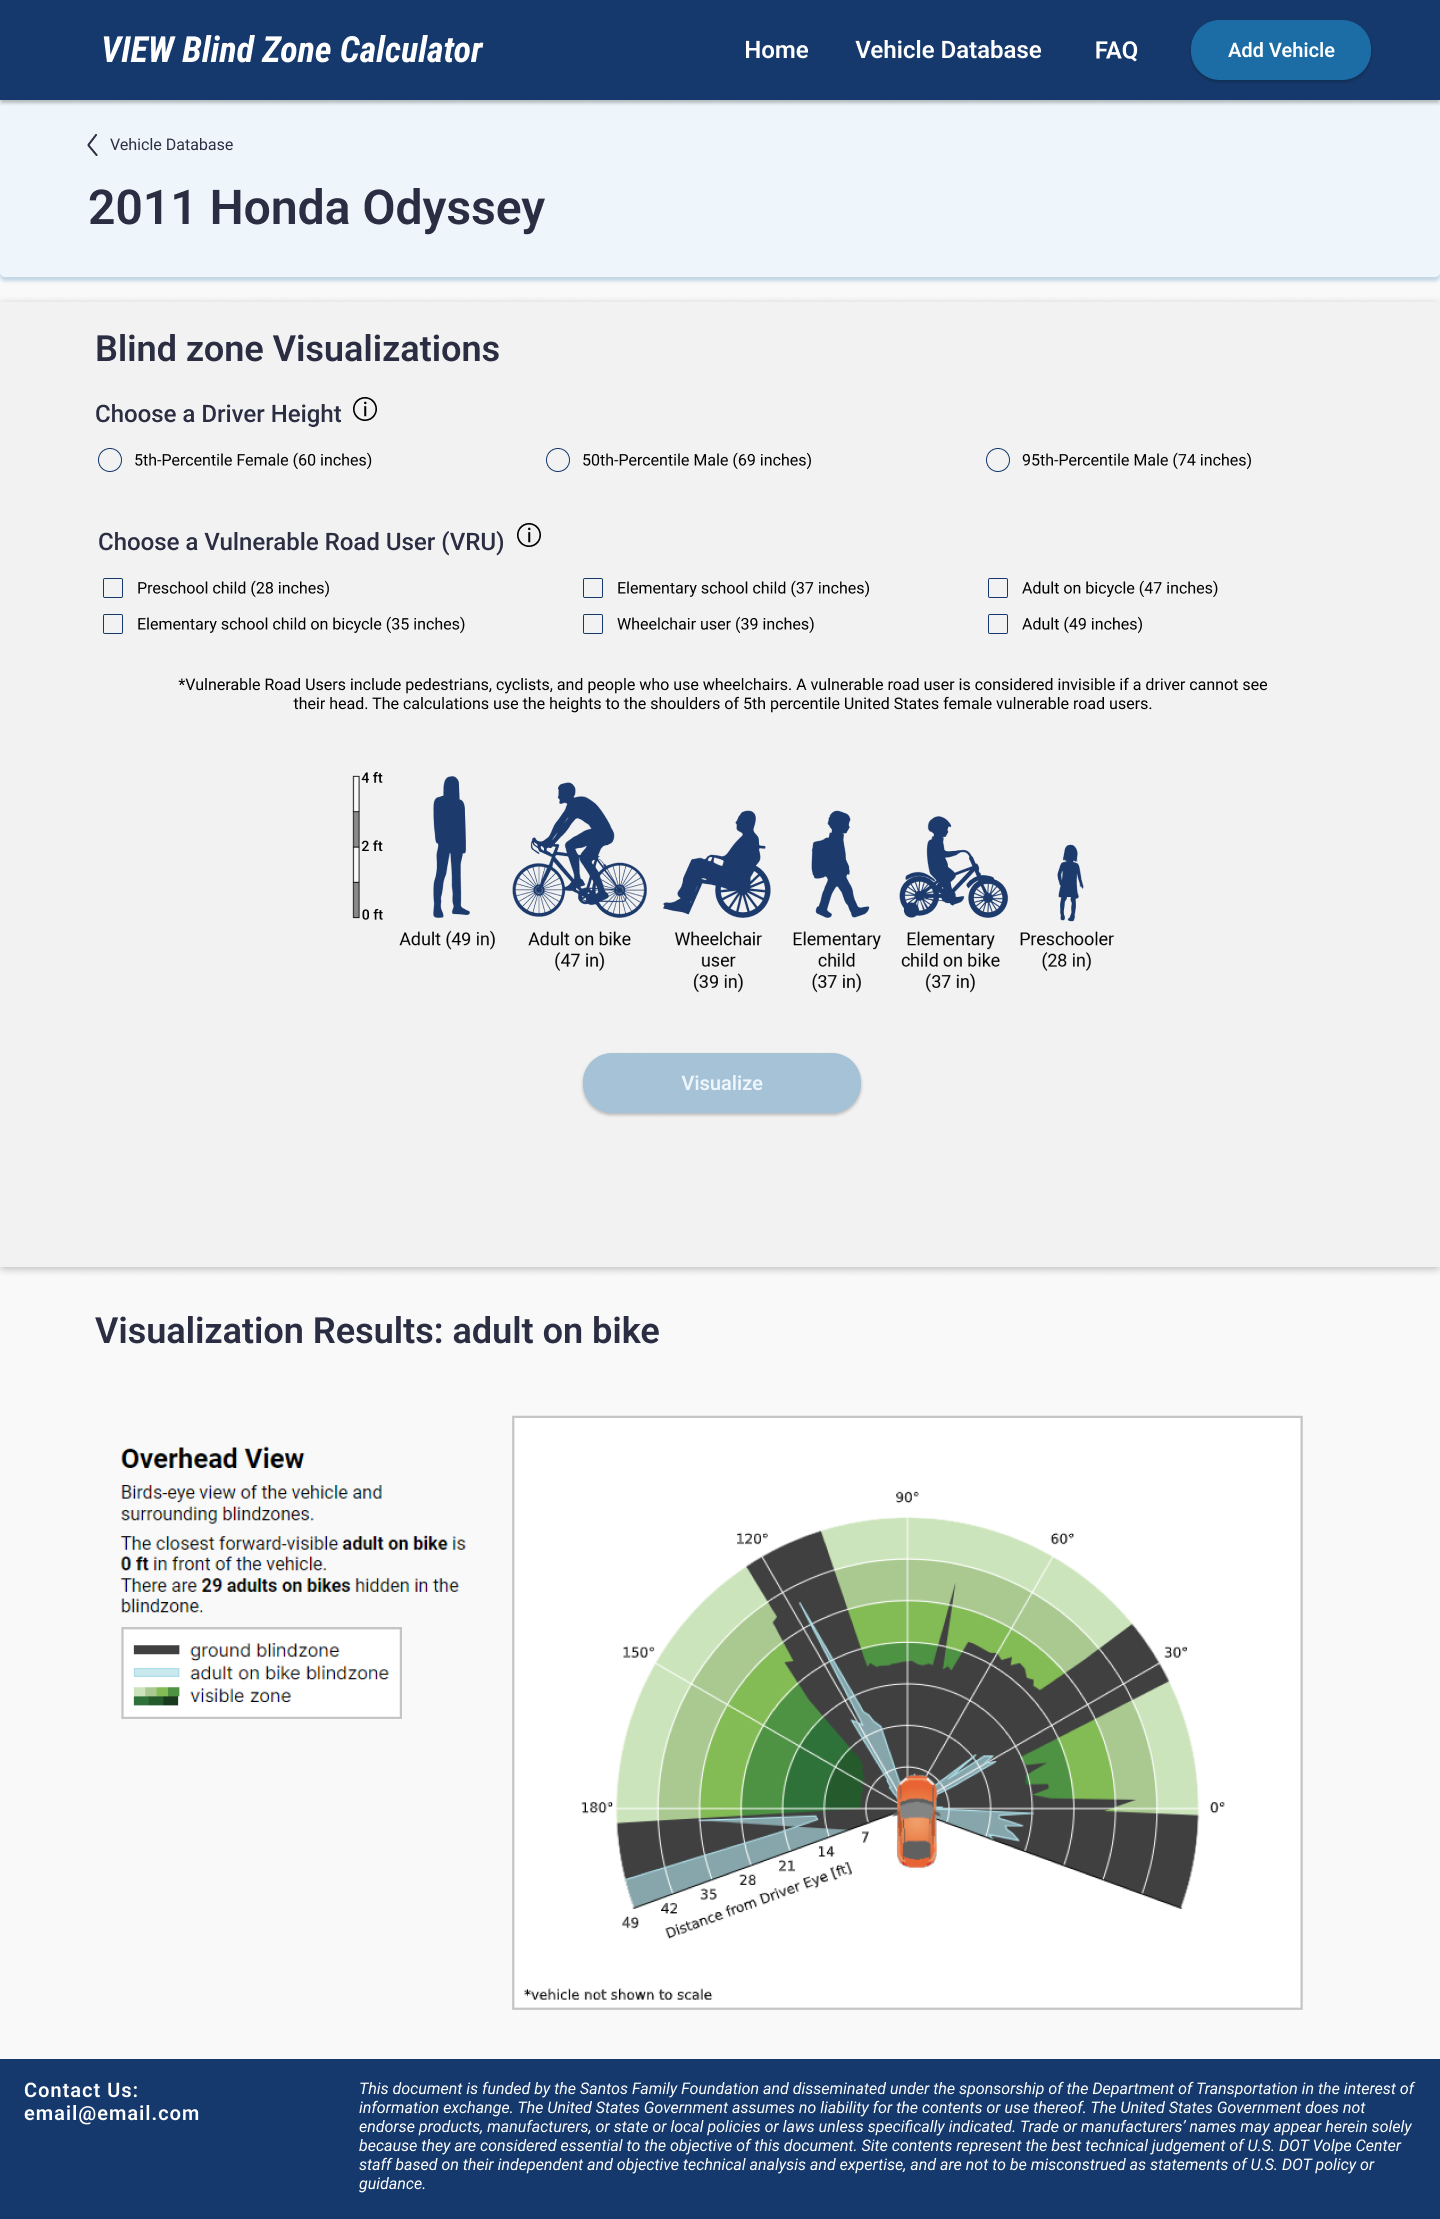 VIEW Blind Zone Calculator
Home
Vehicle Database
FAQ
Add Vehicle
Vehicle Database
2011 Honda Odyssey
Blind zone Visualizations
Choose a Driver Height
5th-Percentile Female (60 inches)
50th-Percentile Male (69 inches)
95th-Percentile Male (74 inches)
Choose a Vulnerable Road User (VRU)
Preschool child (28 inches)
Elementary school child (37 inches)
Adult on bicycle (47 inches)
Elementary school child on bicycle (35 inches)
Wheelchair user (39 inches)
Adult (49 inches)
*Vulnerable Road Users include pedestrians, cyclists, and people who use wheelchairs. A vulnerable road user is considered invisible if a driver cannot see
their head. The calculations use the heights to the shoulders of 5th percentile United States female vulnerable road users.
4 ft
2 ft
0 ft
Adult (49 in)
Adult on bike
(47 in)
Wheelchair
user
(39 in)
Elementary
child
(37 in)
Elementary
child on bike
(37 in)
Preschooler
(28 in)
Visualize
Visualization Results: adult on bike
Overhead View
Birds-eye view of the vehicle and
surrounding blindzones.
The closest forward-visible adult on bike is
0 ft in front of the vehicle.
There are 29 adults on bikes hidden in the
blindzone.
ground blindzone
adult on bike blindzone
visible zone
90°
120°
60°
150°
30°
180°
0°
7
14
21
28
35
42
49
Distance from Driver Eye [ft]
*vehicle not shown to scale
Contact Us:
email@email.com
This document is funded by the Santos Family Foundation and disseminated under the sponsorship of the Department of Transportation in the interest of
information exchange. The United States Government assumes no liability for the contents or use thereof. The United States Government does not
endorse products, manufacturers, or state or local policies or laws unless specifically indicated. Trade or manufacturers’ names may appear herein solely
because they are considered essential to the objective of this document. Site contents represent the best technical judgement of U.S. DOT Volpe Center
staff based on their independent and objective technical analysis and expertise, and are not to be misconstrued as statements of U.S. DOT policy or
guidance.